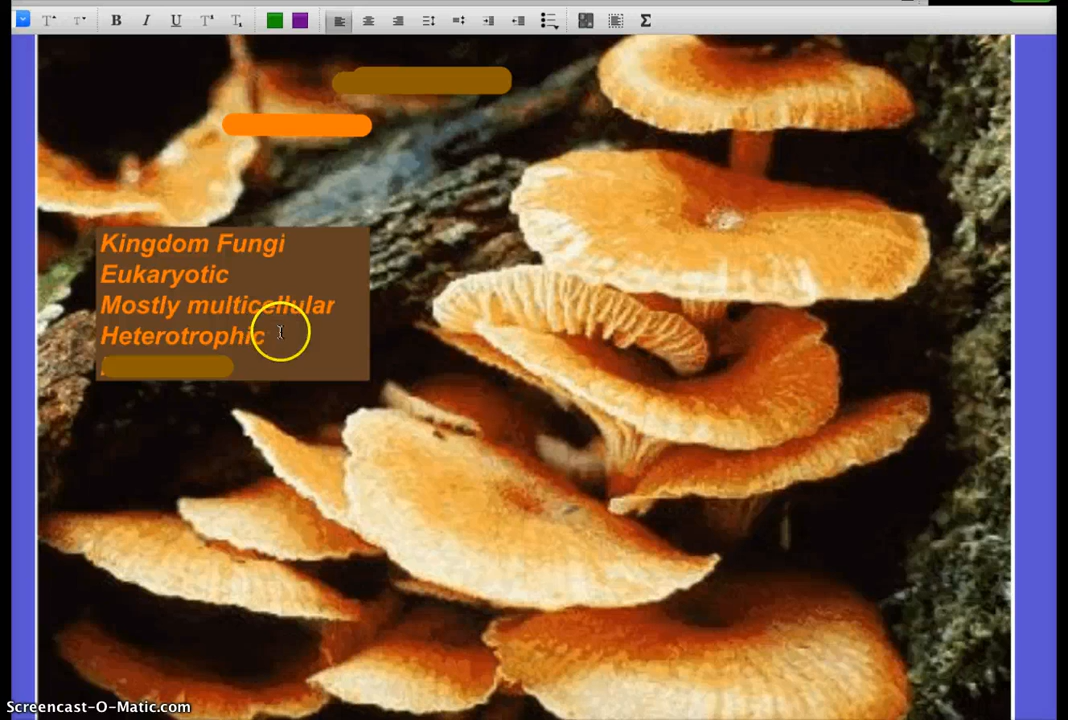 Kingdom Fungi
Eukaryotic
Mostly multicellular
Heterotrophic
Screencast-O-Matic.com